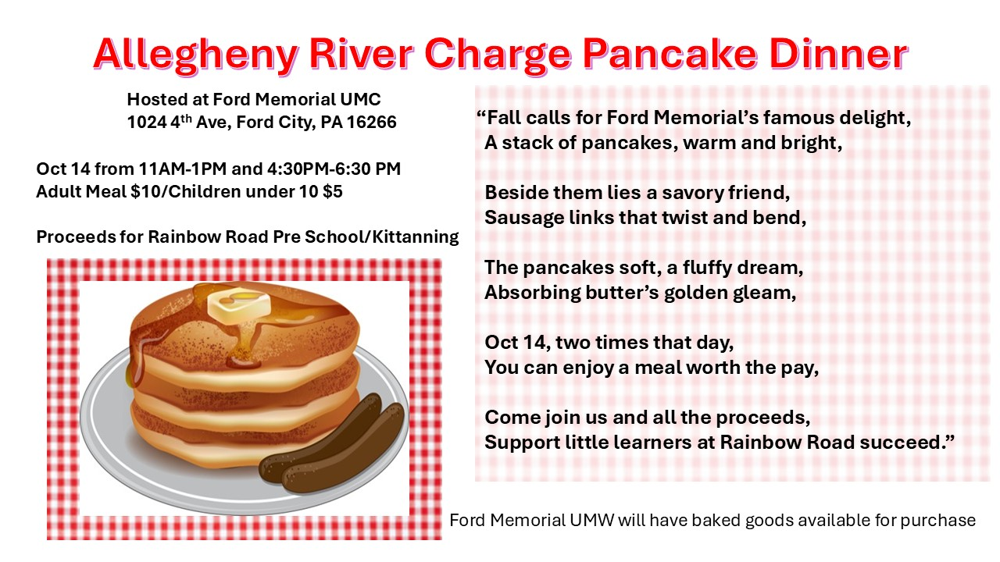 Allegheny River Charge Pancake Dinner
Hosted at Ford Memorial UMC
1024 4th Ave, Ford City, PA 16266
Oct 14 from 11AM-1PM and 4:30PM-6:30 PM
Adult Meal $10/Children under 10 $5
Proceeds for Rainbow Road Pre School/Kittanning
“Fall calls for Ford Memorial’s famous delight,
A stack of pancakes, warm and bright,
Beside them lies a savory friend,
Sausage links that twist and bend,
The pancakes soft, a fluffy dream,
Absorbing butter’s golden gleam,
Oct 14, two times that day,
You can enjoy a meal worth the pay,
Come join us and all the proceeds,
Support little learners at Rainbow Road succeed.”
Ford Memorial UMW will have baked goods available for purchase